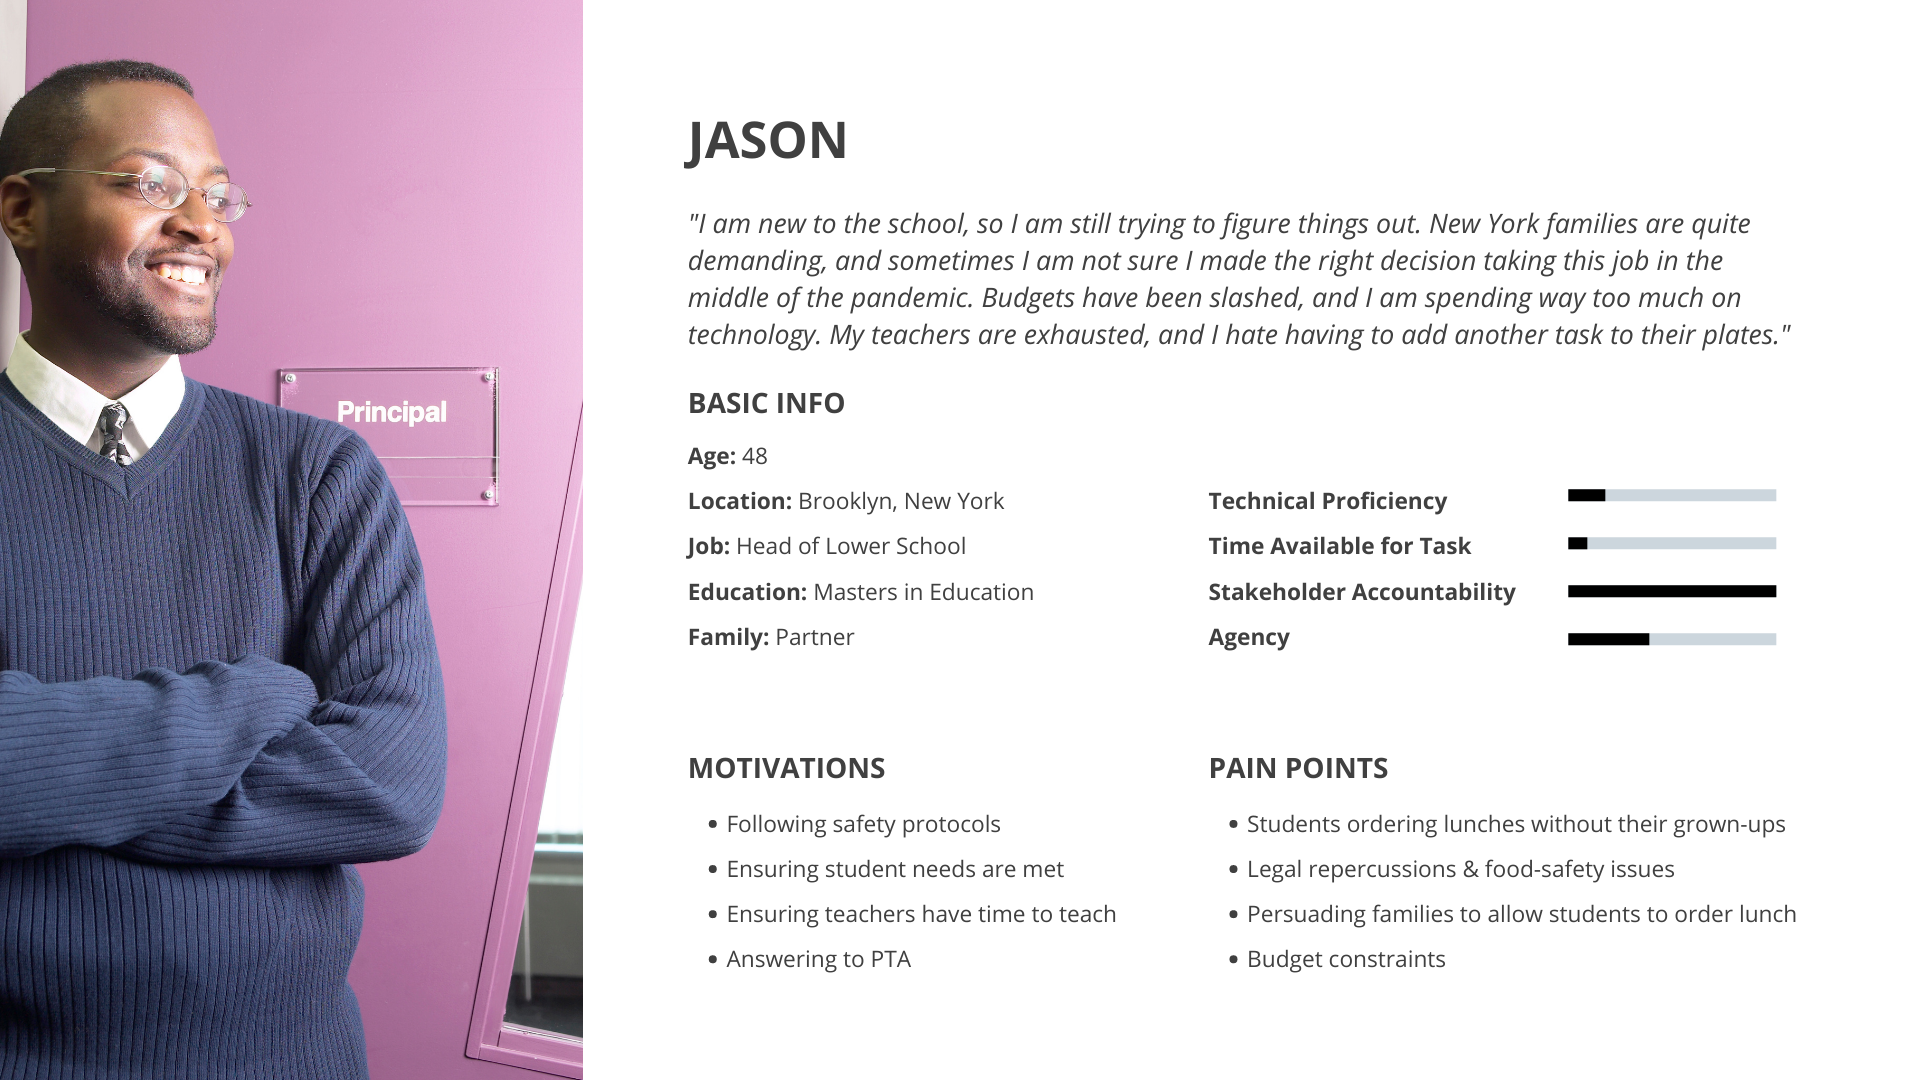 JASON
"I am new to the school, so I am still trying to figure things out. New York families are quite
demanding, and sometimes I am not sure I made the right decision taking this job in the
middle of the pandemic. Budgets have been slashed, and I am spending way too much on
technology. My teachers are exhausted, and I hate having to add another task to their plates."
Principal
BASIC INFO
Age: 48
Location: Brooklyn, New York
Job: Head of Lower School
Education: Masters in Education
Family: Partner
Technical Proficiency
Time Available for Task
Stakeholder Accountability
Agency
MOTIVATIONS
• Following safety protocols
• Ensuring student needs are met
• Ensuring teachers have time to teach
• Answering to PTA
PAIN POINTS
• Students ordering lunches without their grown-ups
• Legal repercussions & food-safety issues
• Persuading families to allow students to order lunch
• Budget constraints